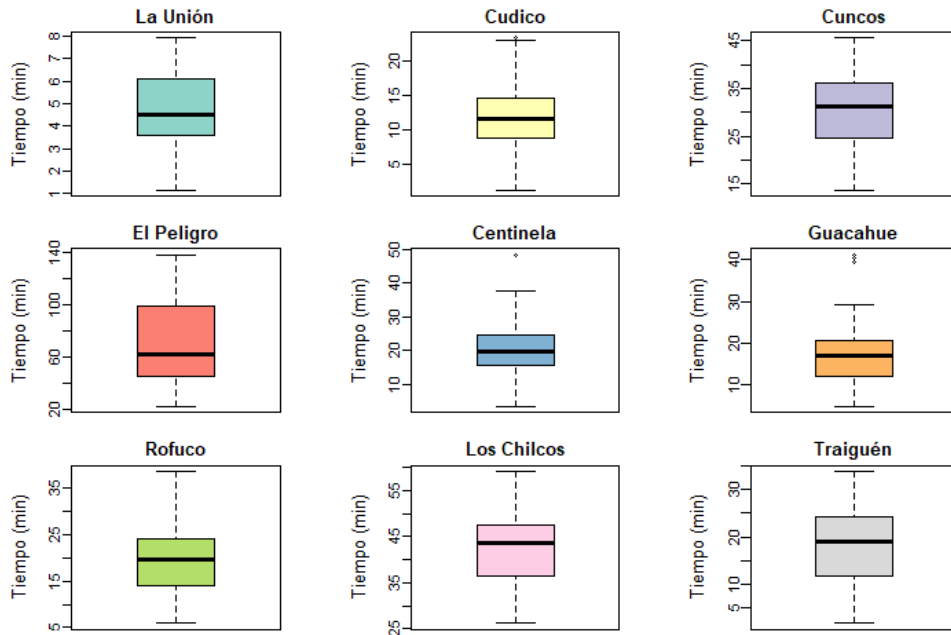 La Unión
Tiempo (min)
1 2 3 4 5 6 7 8
Cudico
Tiempo (min)
5 10 15 20
Cuncos
Tiempo (min)
15 25 35 45
El Peligro
Tiempo (min)
20 60 100 140
Centinela
Tiempo (min)
10 20 30 40 50
Guacahue
Tiempo (min)
10 20 30 40
Rofuco
Tiempo (min)
5 15 25 35
Los Chilcos
Tiempo (min)
25 35 45 55
Traiguén
Tiempo (min)
5 10 20 30